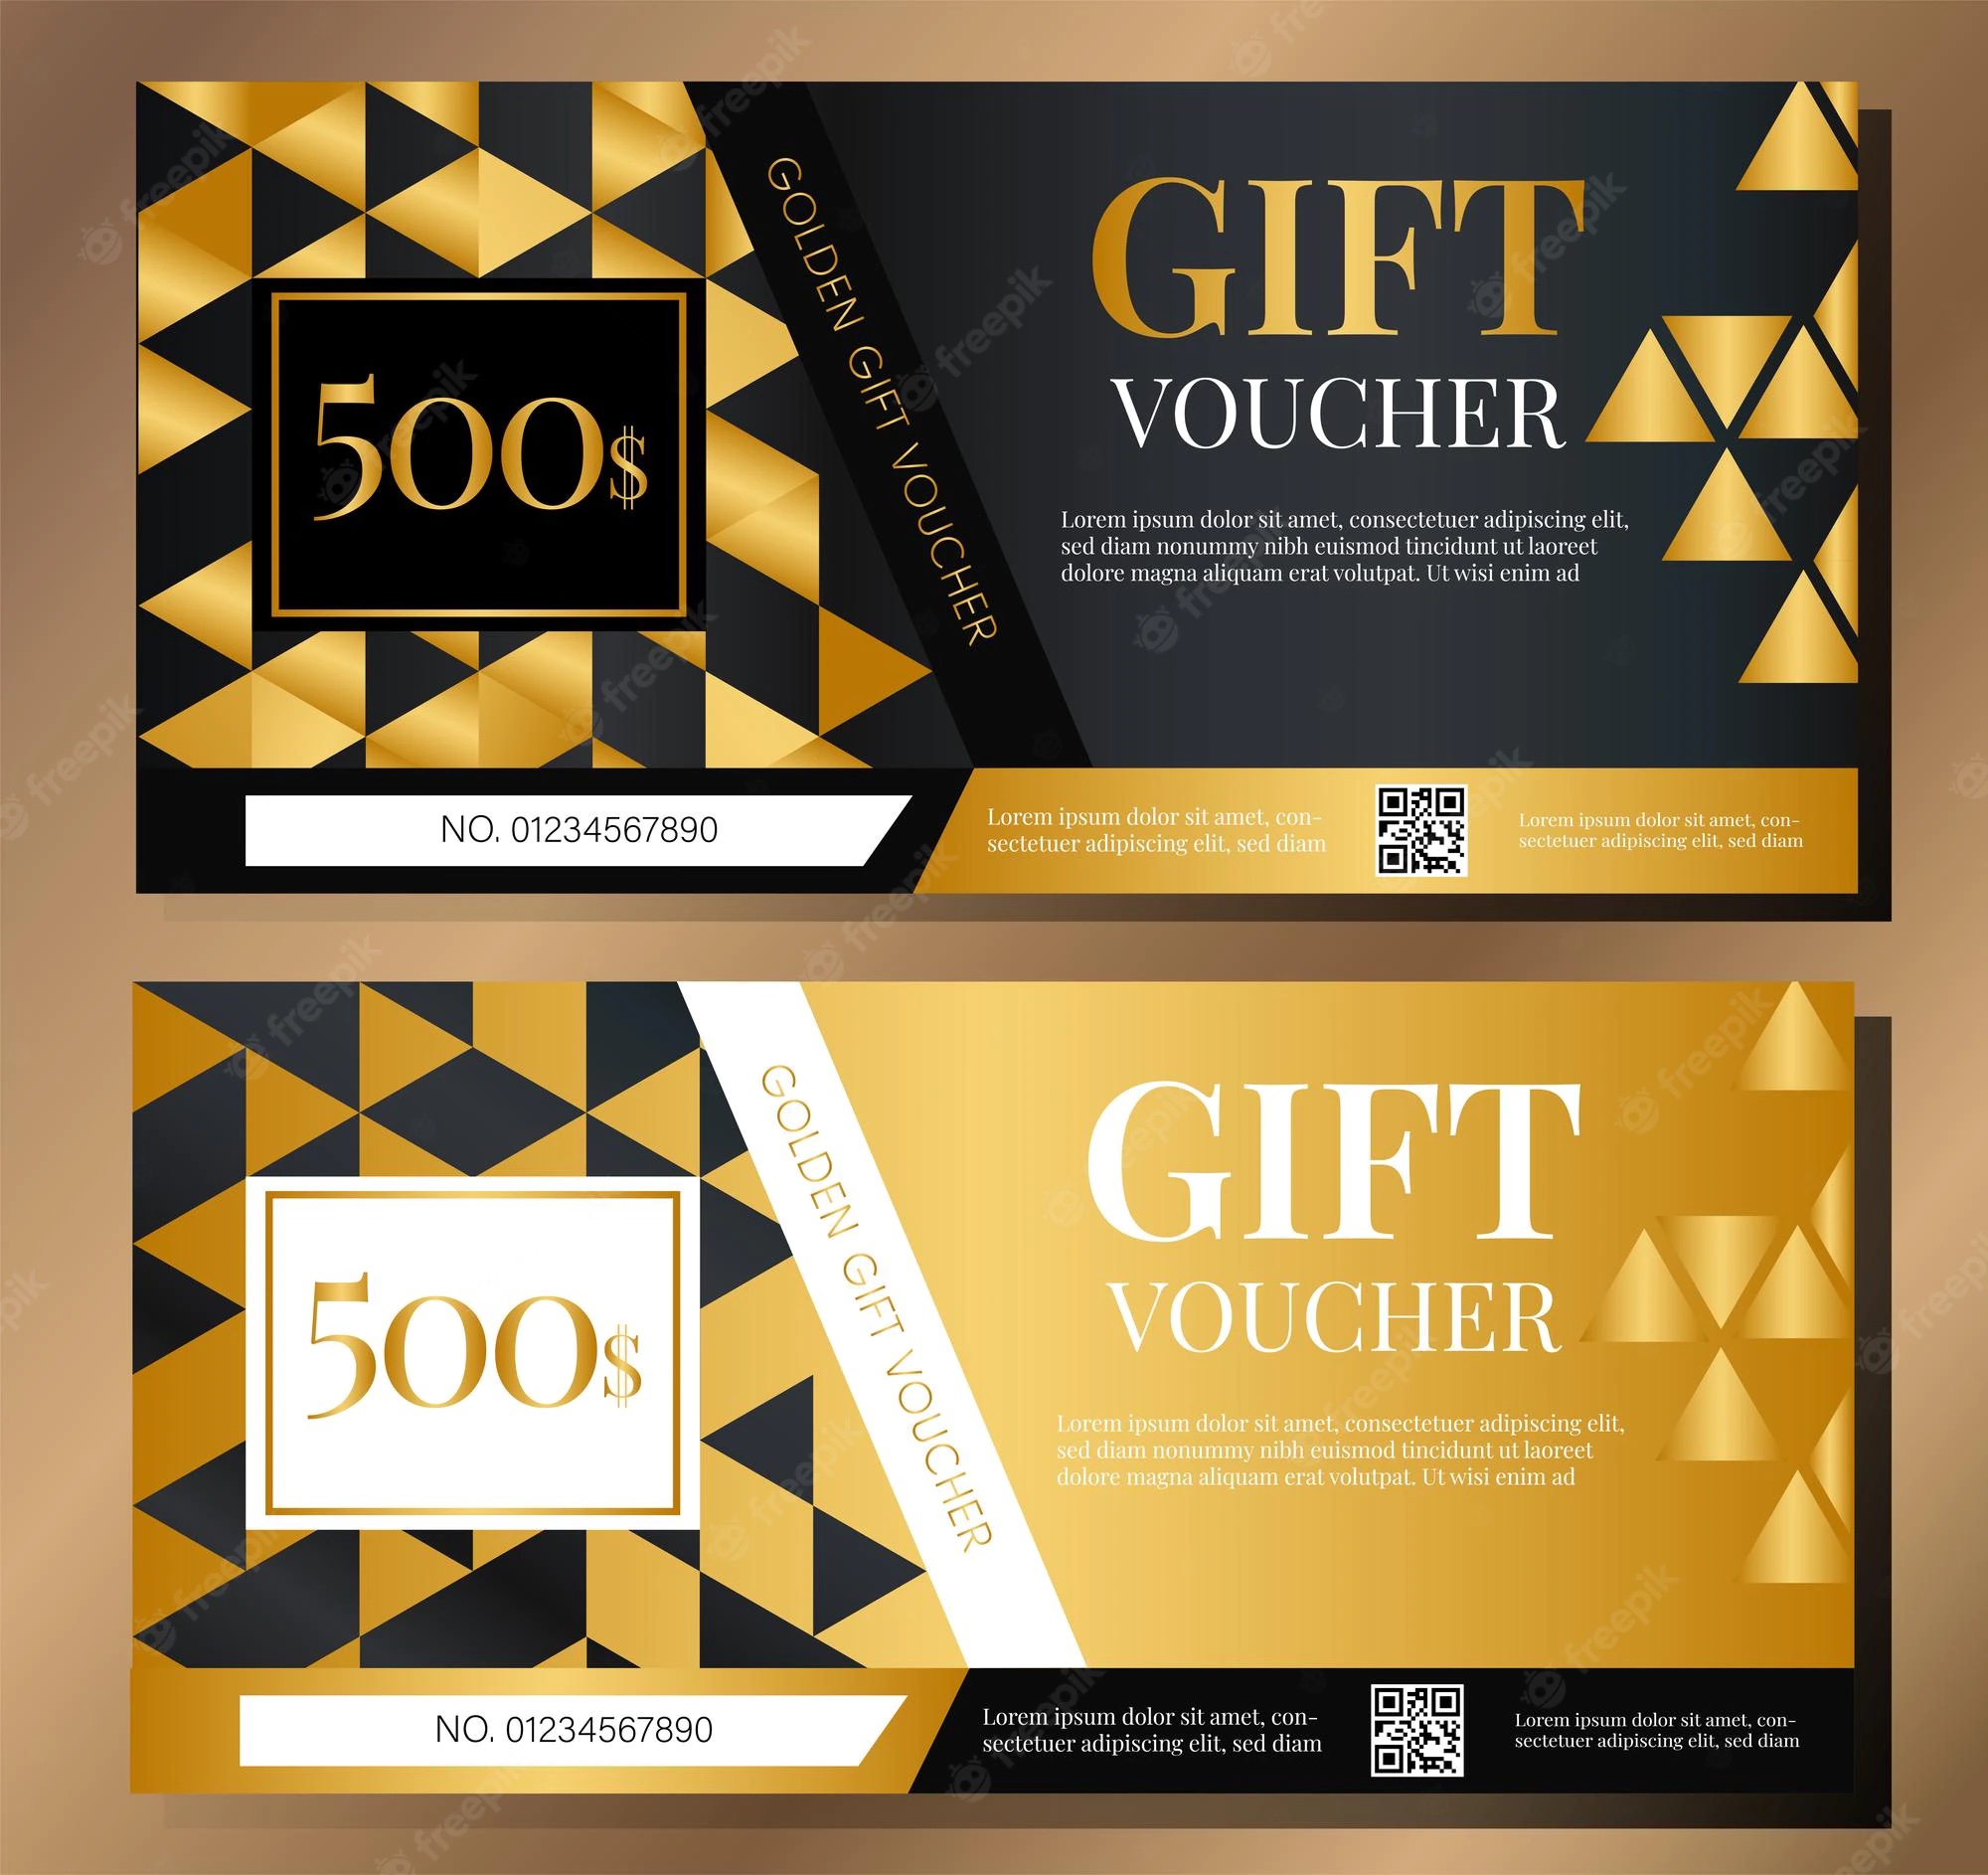 GOLDEN GIFT VOUCHER
500$
GIFT
VOUCHER
Lorem ipsum dolor sit amet, consectetuer adipiscing elit,
sed diam nonummy nibh euismod tincidunt ut laoreet
dolore magna aliquam erat volutpat. Ut wisi enim ad
NO. 01234567890
Lorem ipsum dolor sit amet, con-
sectetuer adipiscing elit, sed diam
Lorem ipsum dolor sit amet, con-
sectetuer adipiscing elit, sed diam
GOLDEN GIFT VOUCHER
500$
GIFT
VOUCHER
Lorem ipsum dolor sit amet, consectetuer adipiscing elit,
sed diam nonummy nibh euismod tincidunt ut laoreet
dolore magna aliquam erat volutpat. Ut wisi enim ad
NO. 01234567890
Lorem ipsum dolor sit amet, con-
sectetuer adipiscing elit, sed diam
Lorem ipsum dolor sit amet, con-
sectetuer adipiscing elit, sed diam
freepik